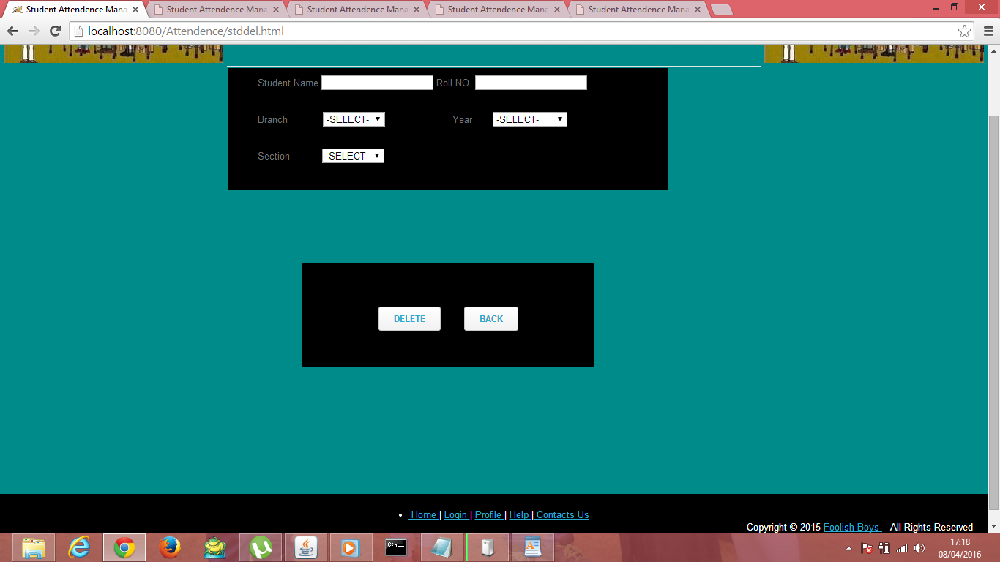 Student Attendence Mana
Student Attendence Mana
Student Attendence Mana
Student Attendence Mana
Student Attendence Mana
localhost:8080/Attendence/stddel.html
Student Name Roll NO.
Branch -SELECT- Year -SELECT-
Section -SELECT-
DELETE BACK
• Home | Login | Profile | Help | Contacts Us
Copyright © 2015 Foolish Boys – All Rights Reserved
C:\.
17:18
08/04/2016